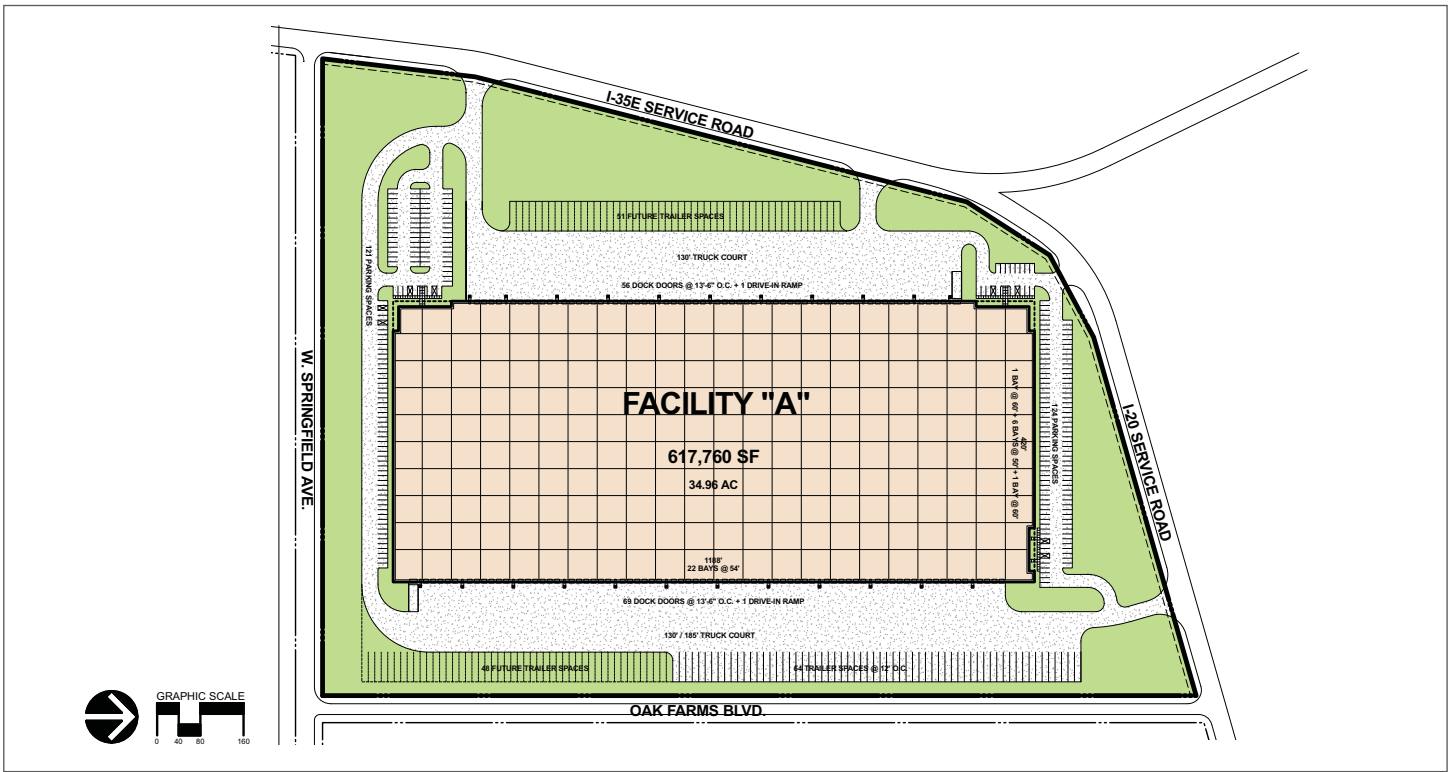 I-35E SERVICE ROAD
51 FUTURE TRAILER SPACES
130' TRUCK COURT
56 DOCK DOORS @ 13'-6" O.C. + 1 DRIVE-IN RAMP
121 PARKING SPACES
W. SPRINGFIELD AVE.
FACILITY "A"
617,760 SF
34.96 AC
420'
1 BAY @ 60'+ 6 BAYS @ 50'+ 1 BAY @ 60'
124 PARKING SPACES
I-20 SERVICE ROAD
1188'
22 BAYS @ 54'
69 DOCK DOORS @ 13'-6" O.C. + 1 DRIVE-IN RAMP
130' / 185' TRUCK COURT
48 FUTURE TRAILER SPACES
64 TRAILER SPACES @ 12' O.C.
OAK FARMS BLVD.
GRAPHIC SCALE
0 40 80 160